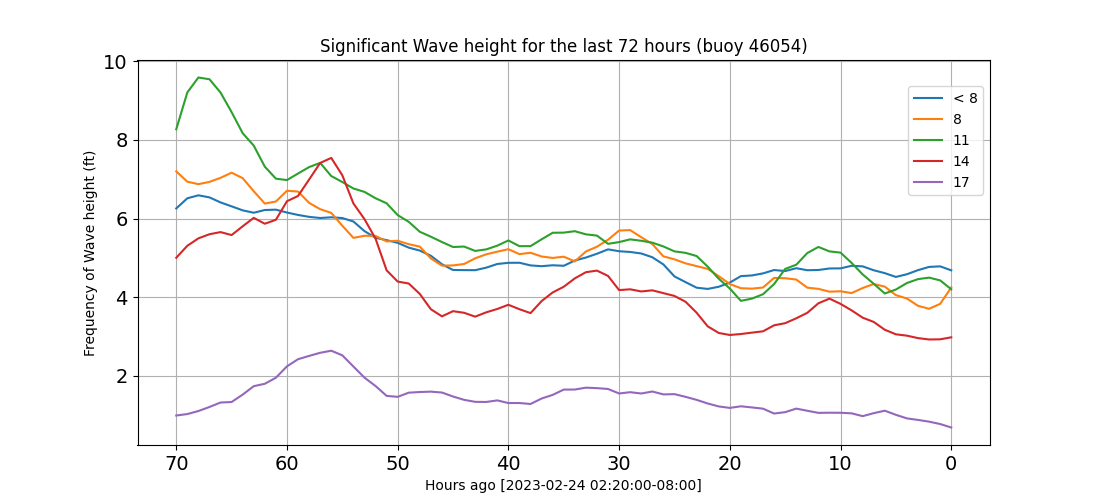 Significant Wave height for the last 72 hours (buoy 46054)
Frequency of Wave height (ft)
10
8
6
4
2
< 8
8
11
14
17
70 60 50 40 30 20 10 0
Hours ago [2023-02-24 02:20:00-08:00]